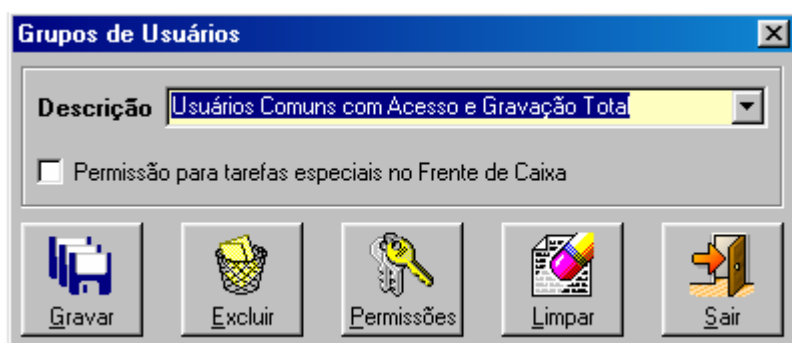 Grupos de Usuários
Descrição Usuários Comuns com Acesso e Gravação Total
Permissão para tarefas especiais no Frente de Caixa
Gravar Excluir Permissões Limpar Sair